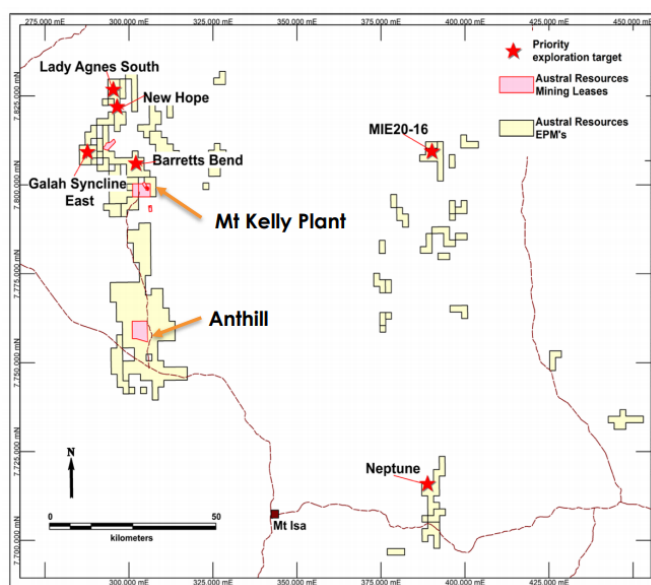 275.000 mE
300.000 mE
325.000 mE
350.000 mE
375.000 mE
400.000 mE
425.000 mE
450.000 mE
Lady Agnes South
New Hope
Galah Syncline
East
Barretts Bend
Mt Kelly Plant
Anthill
MIE20-16
Neptune
Mt Isa
Priority
exploration target
Austral Resources
Mining Leases
Austral Resources
EPM's
7.825.000 mN
7.800.000 mN
7.775.000 mN
7.750.000 mN
7.725.000 mN
7.700.000 mN
N
0
50
kilometers
300.000 mE
325.000 mE
350.000 mE
375.000 mE
400.000 mE
425.000 mE
450.000 mE